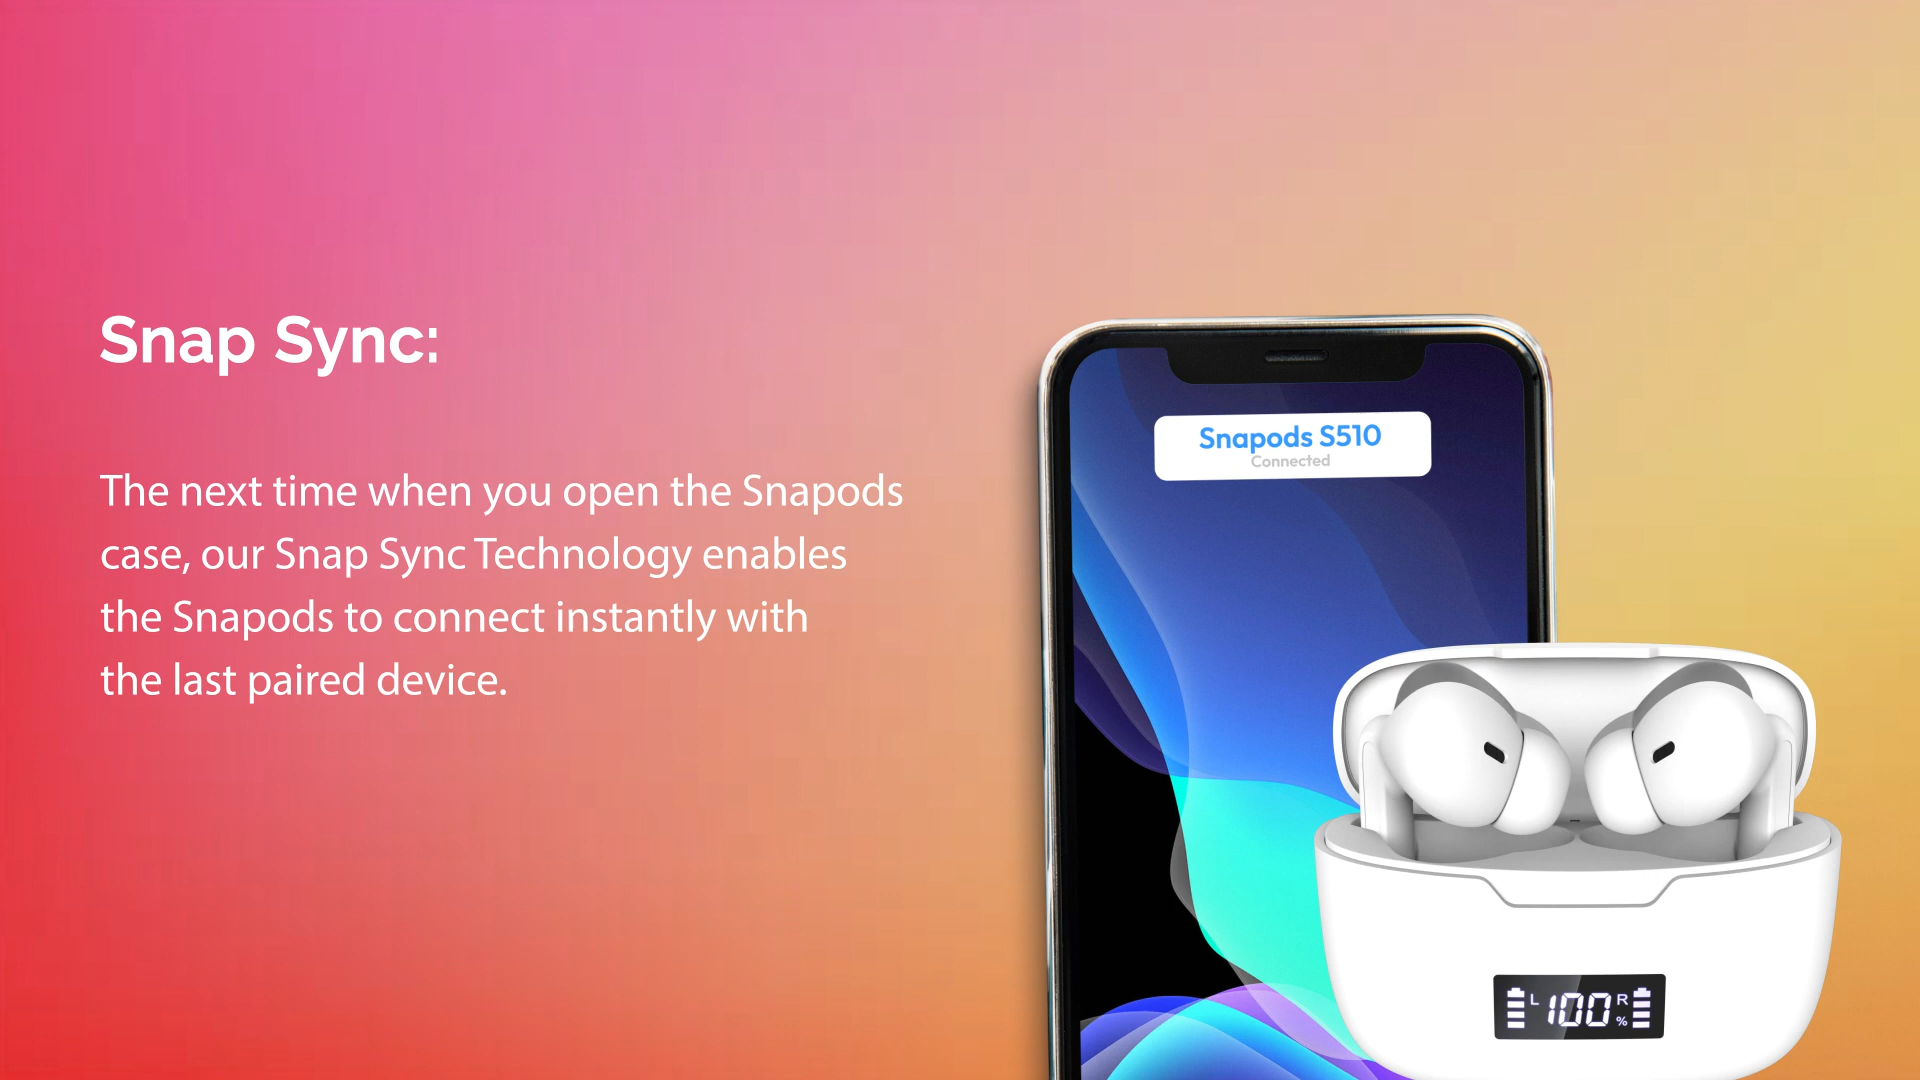 Snap Sync:
The next time when you open the Snapods
case, our Snap Sync Technology enables
the Snapods to connect instantly with
the last paired device.
Snapods S510
Connected
L 100 % R